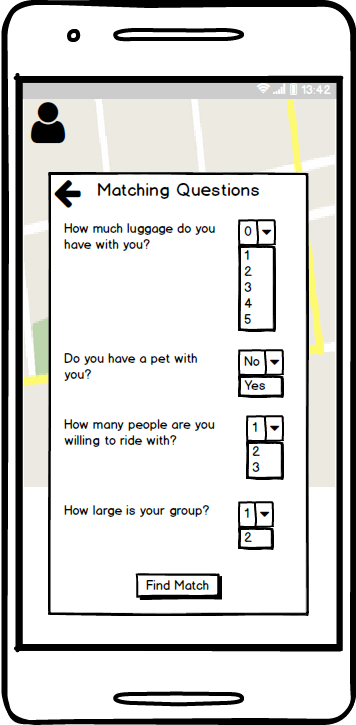 13:42
Matching Questions
How much luggage do you
have with you?
0
1
2
3
4
5
Do you have a pet with
you?
No
Yes
How many people are you
willing to ride with?
1
2
3
How large is your group?
1
2
Find Match